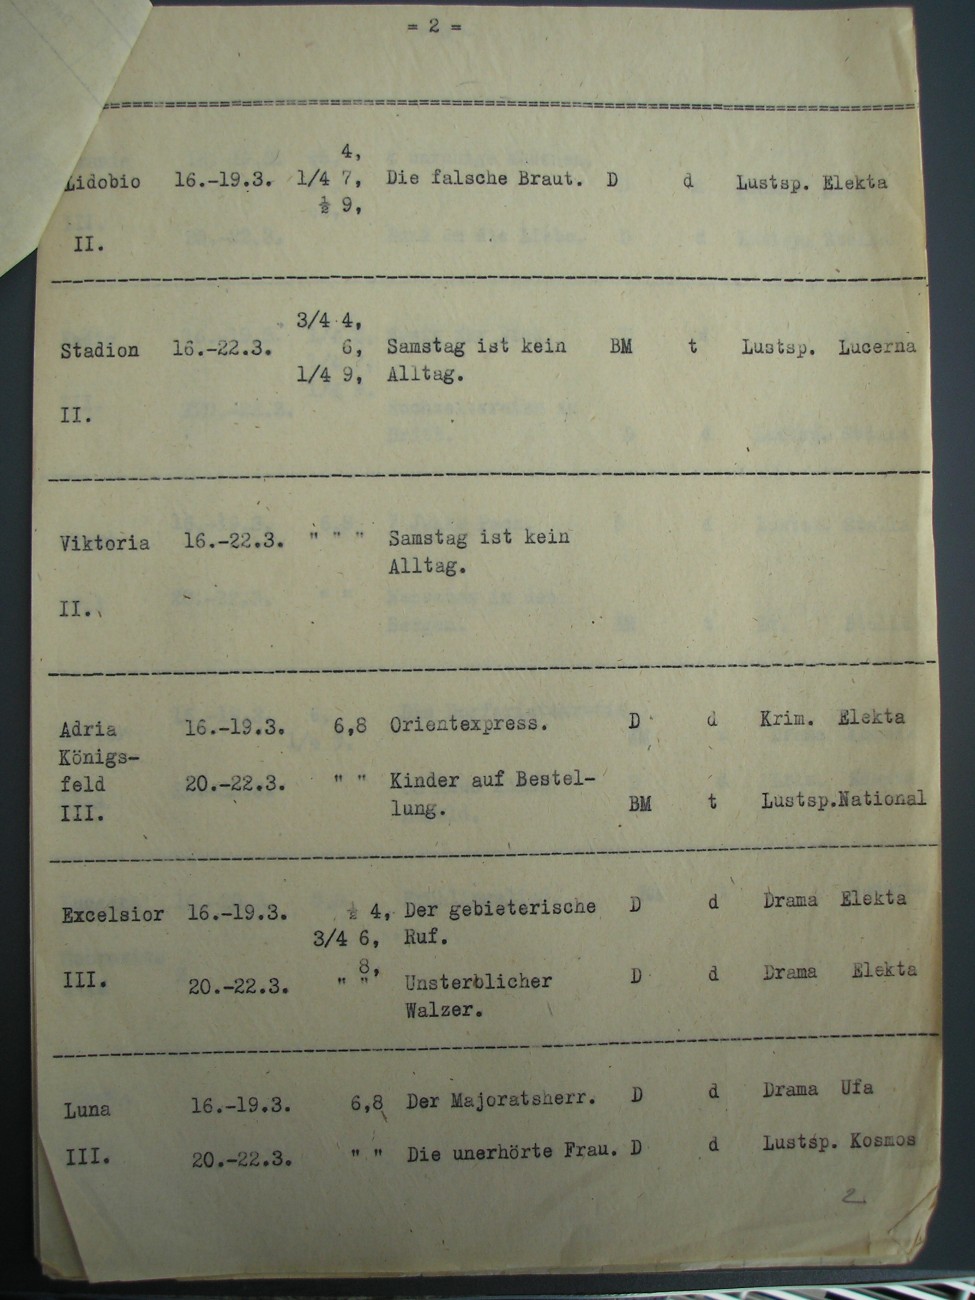 = 2 =
4,
Lidobio 16.-19.3. 1/4 7, Die falsche Braut. D d Lustsp. Elekta
½ 9,
II.
3/4 4,
Stadion 16.-22.3. 6, Samstag ist kein BM t Lustsp. Lucerna
1/4 9, Alltag.
II.
Viktoria 16.-22.3. " " " Samstag ist kein
Alltag.
II.
Adria 16.-19.3. 6,8 Orientexpress. D d Krim. Elekta
Königs-
feld 20.-22.3. " " Kinder auf Bestel-
III. lung. BM t Lustsp.National
Excelsior 16.-19.3. ½ 4, Der gebieterische D d Drama Elekta
3/4 6, Ruf.
8,
III. 20.-22.3. " " Unsterblicher D d Drama Elekta
Walzer.
Luna 16.-19.3. 6,8 Der Majoratsherr. D d Drama Ufa
III. 20.-22.3. " " Die unerhörte Frau. D d Lustsp. Kosmos
2